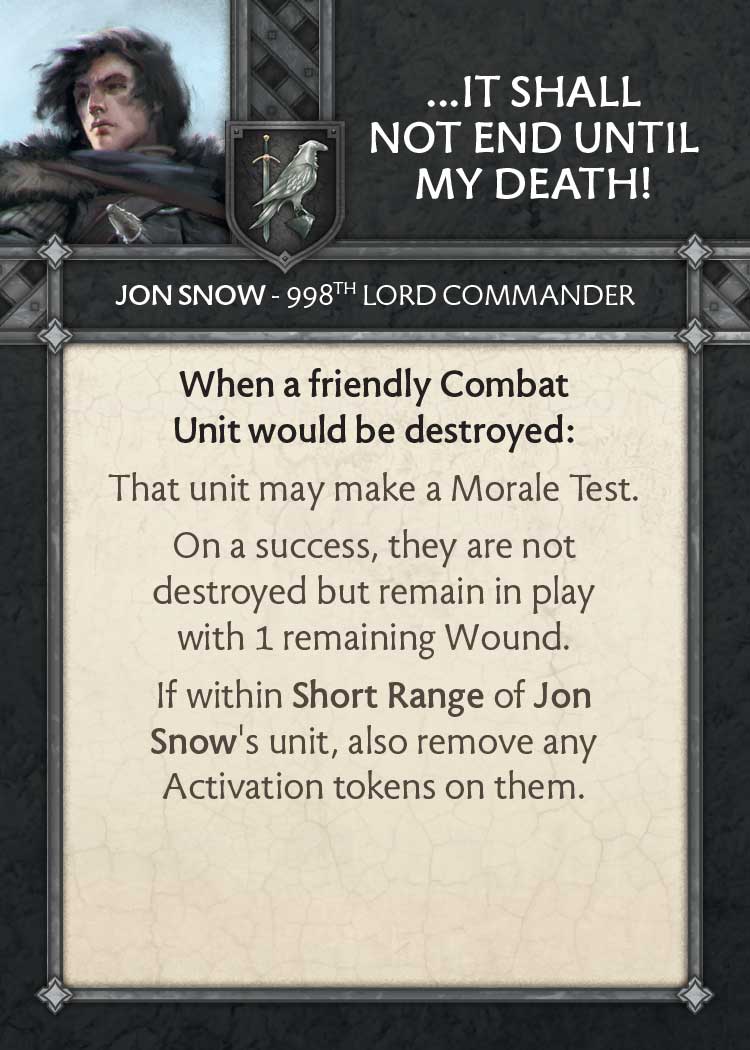 ...IT SHALL
NOT END UNTIL
MY DEATH!
JON SNOW - 998TH LORD COMMANDER
When a friendly Combat
Unit would be destroyed:
That unit may make a Morale Test.
On a success, they are not
destroyed but remain in play
with 1 remaining Wound.
If within Short Range of Jon
Snow's unit, also remove any
Activation tokens on them.